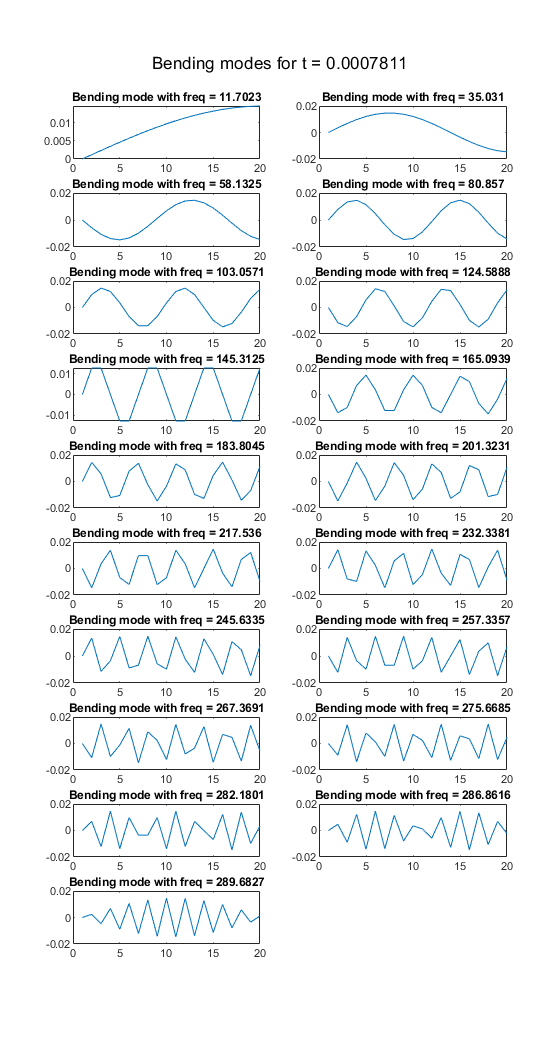 Bending modes for t = 0.0007811
Bending mode with freq = 11.7023
0.01
0.005
0
0 5 10 15 20
Bending mode with freq = 35.031
0.02
0
-0.02
0 5 10 15 20
Bending mode with freq = 58.1325
0.02
0
-0.02
0 5 10 15 20
Bending mode with freq = 80.857
0.02
0
-0.02
0 5 10 15 20
Bending mode with freq = 103.0571
0.02
0
-0.02
0 5 10 15 20
Bending mode with freq = 124.5888
0.02
0
-0.02
0 5 10 15 20
Bending mode with freq = 145.3125
0.01
0
-0.01
0 5 10 15 20
Bending mode with freq = 165.0939
0.02
0
-0.02
0 5 10 15 20
Bending mode with freq = 183.8045
0.02
0
-0.02
0 5 10 15 20
Bending mode with freq = 201.3231
0.02
0
-0.02
0 5 10 15 20
Bending mode with freq = 217.536
0.02
0
-0.02
0 5 10 15 20
Bending mode with freq = 232.3381
0.02
0
-0.02
0 5 10 15 20
Bending mode with freq = 245.6335
0.02
0
-0.02
0 5 10 15 20
Bending mode with freq = 257.3357
0.02
0
-0.02
0 5 10 15 20
Bending mode with freq = 267.3691
0.02
0
-0.02
0 5 10 15 20
Bending mode with freq = 275.6685
0.02
0
-0.02
0 5 10 15 20
Bending mode with freq = 282.1801
0.02
0
-0.02
0 5 10 15 20
Bending mode with freq = 286.8616
0.02
0
-0.02
0 5 10 15 20
Bending mode with freq = 289.6827
0.02
0
-0.02
0 5 10 15 20